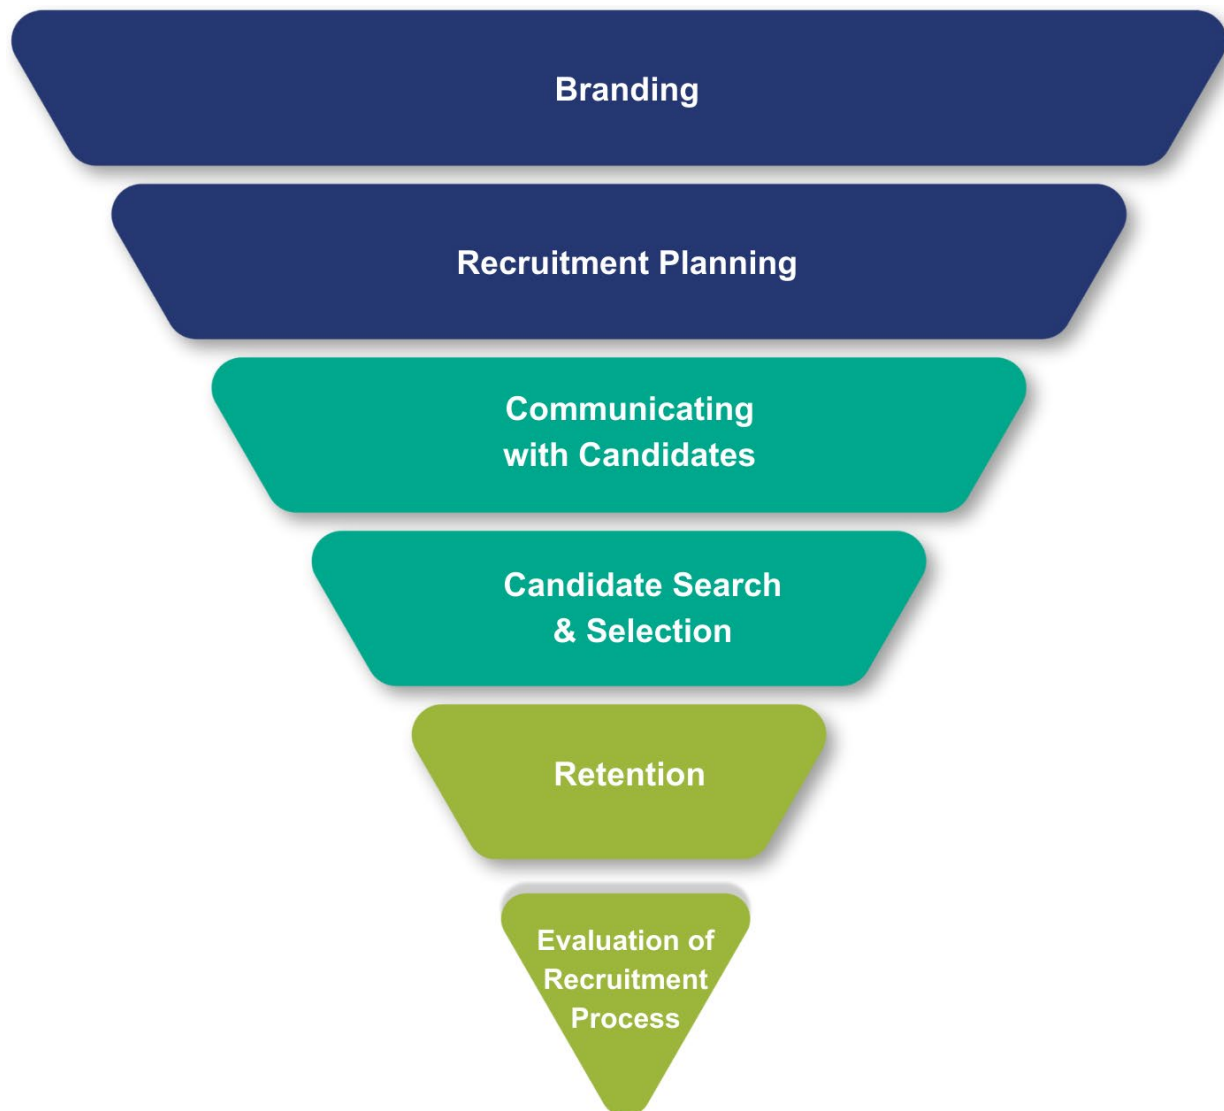 Branding
Recruitment Planning
Communicating
with Candidates
Candidate Search
& Selection
Retention
Evaluation of
Recruitment
Process